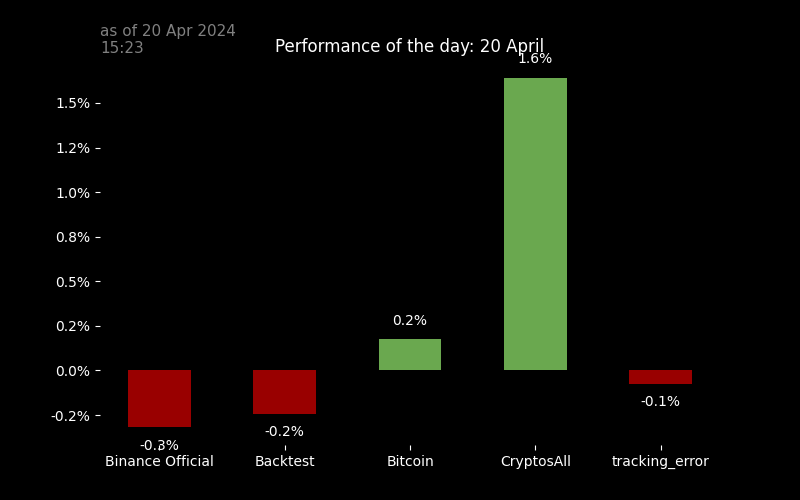 as of 20 Apr 2024
15:23
Performance of the day: 20 April
1.6%
1.5%
1.2%
1.0%
0.8%
0.5%
0.2%
0.0%
-0.2%
0.2%
-0.3%
-0.2%
-0.1%
Binance Official
Backtest
Bitcoin
CryptosAll
tracking_error